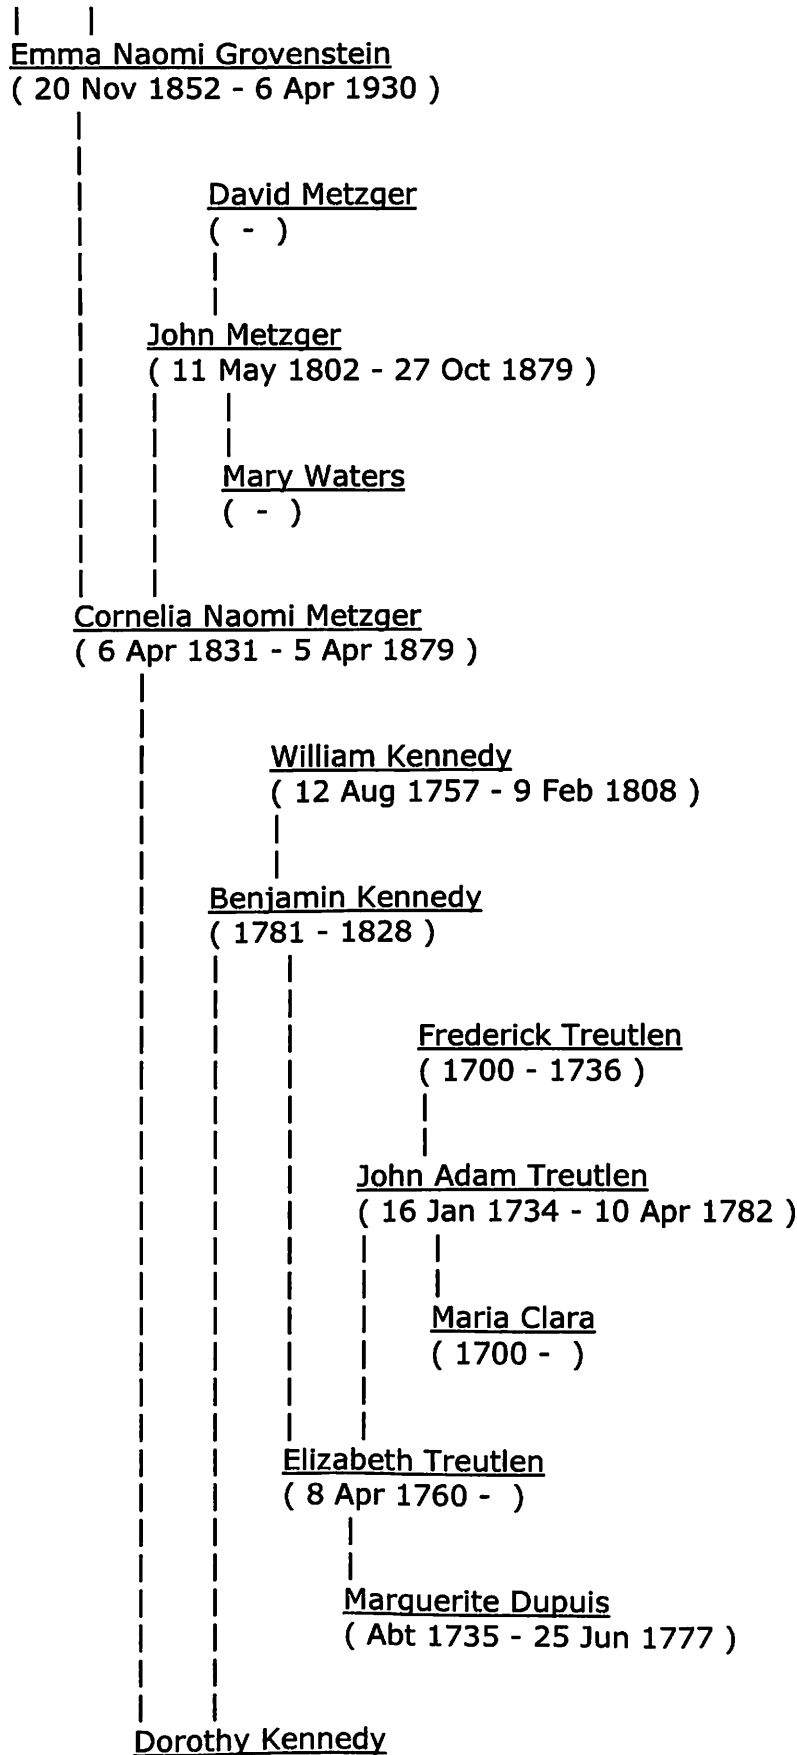 Emma Naomi Grovenstein
( 20 Nov 1852 - 6 Apr 1930 )
David Metzger
( - )
John Metzger
( 11 May 1802 - 27 Oct 1879 )
Mary Waters
( - )
Cornelia Naomi Metzger
( 6 Apr 1831 - 5 Apr 1879 )
William Kennedy
( 12 Aug 1757 - 9 Feb 1808 )
Benjamin Kennedy
( 1781 - 1828 )
Frederick Treutlen
( 1700 - 1736 )
John Adam Treutlen
( 16 Jan 1734 - 10 Apr 1782 )
Maria Clara
( 1700 - )
Elizabeth Treutlen
( 8 Apr 1760 - )
Marguerite Dupuis
( Abt 1735 - 25 Jun 1777 )
Dorothy Kennedy